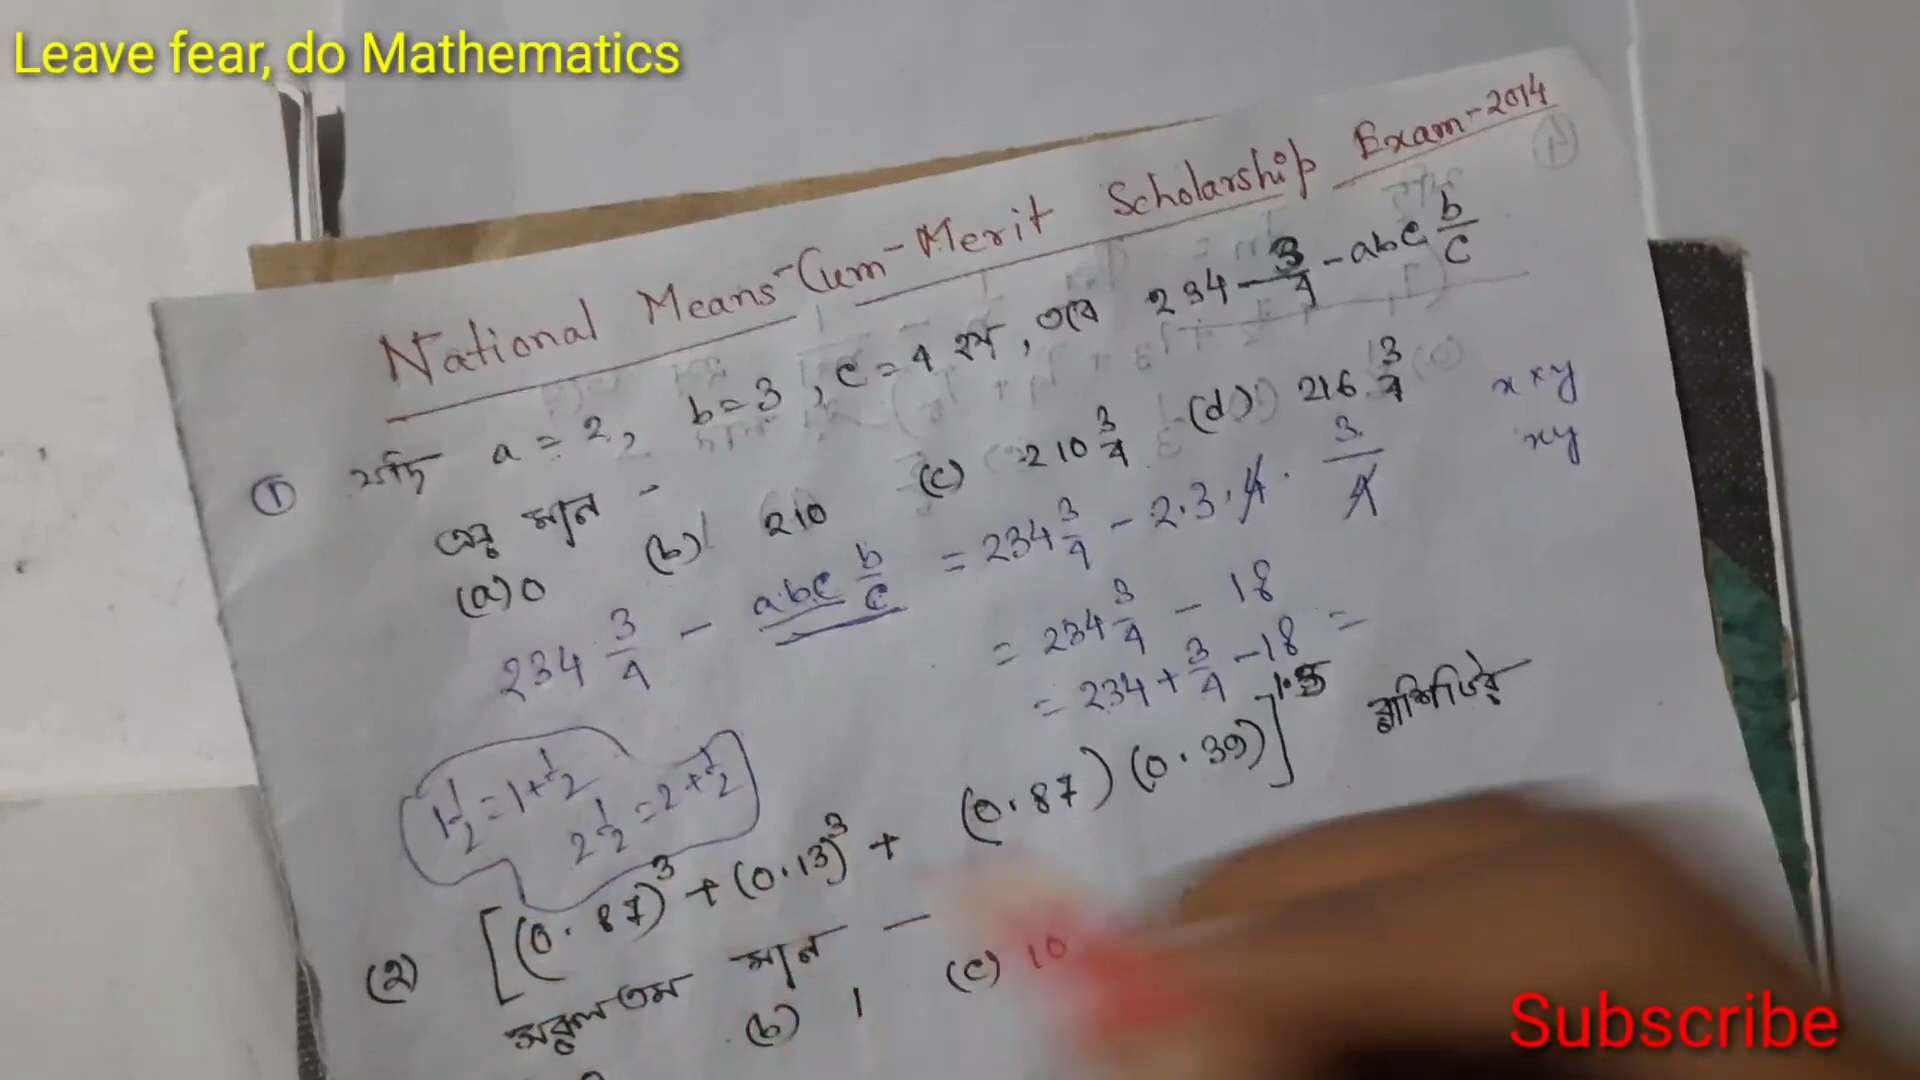 Leave fear, do Mathematics
National Means-Cum-Merit Scholarship Exam-2014
① যদি a = 2, b = 3, c = 4 হয়, তবে 234 3/4 - abc b/c
এর মান -
(a) 0 (b) 210 (c) 210 3/4 (d) 216 3/4
x x y
xy
234 3/4 - abc b/c = 234 3/4 - 2·3·4· 3/4
= 234 3/4 - 18
= 234 + 3/4 - 18 =
1 1/2 = 1 + 1/2
2 1/2 = 2 + 1/2
(২) [(0.87)³ + (0.13)³ + (0.87)(0.39)]^1.5 রাশিটির
সরলতম মান -
(b) 1 (c) 10
Subscribe